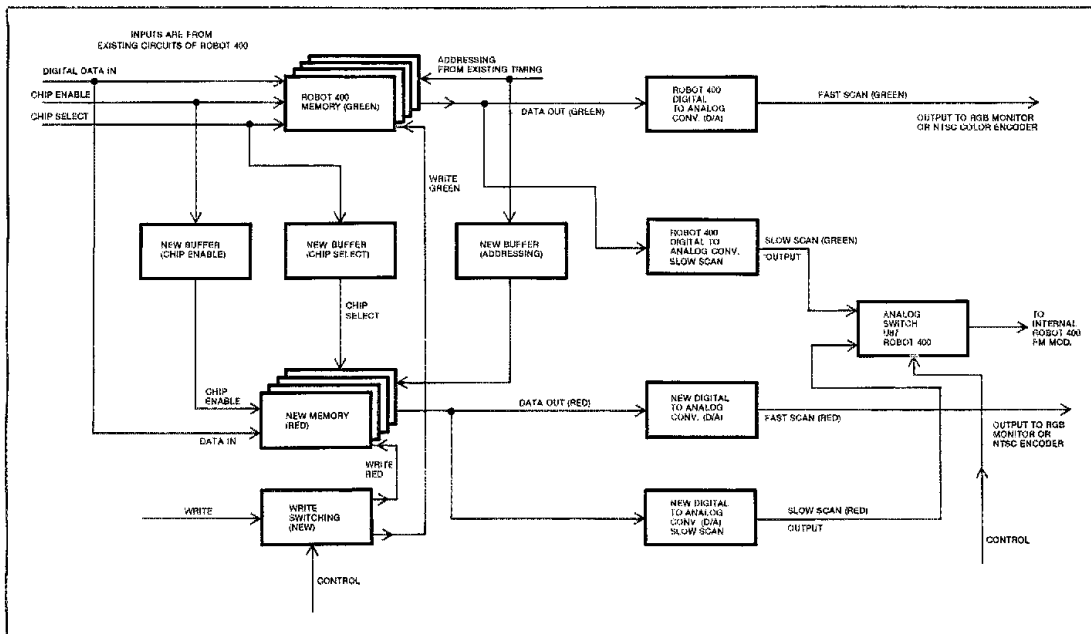 INPUTS ARE FROM
EXISTING CIRCUITS OF ROBOT 400
DIGITAL DATA IN
CHIP ENABLE
CHIP SELECT
ROBOT 400
MEMORY (GREEN)
ADDRESSING
FROM EXISTING TIMING
DATA OUT (GREEN)
ROBOT 400
DIGITAL
TO ANALOG
CONV. (D/A)
FAST SCAN (GREEN)
OUTPUT TO RGB MONITOR
OR NTSC COLOR ENCODER
WRITE
GREEN
NEW BUFFER
(CHIP ENABLE)
NEW BUFFER
(CHIP SELECT)
NEW BUFFER
(ADDRESSING)
ROBOT 400
DIGITAL TO
ANALOG CONV.
SLOW SCAN
SLOW SCAN (GREEN)
OUTPUT
CHIP
SELECT
ANALOG
SWITCH
U87
ROBOT 400
TO
INTERNAL
ROBOT 400
FM MOD.
CHIP
ENABLE
NEW MEMORY
(RED)
DATA IN
DATA OUT (RED)
NEW DIGITAL
TO ANALOG
CONV. (D/A)
FAST SCAN (RED)
OUTPUT TO RGB
MONITOR OR
NTSC ENCODER
WRITE
RED
WRITE
WRITE
SWITCHING
(NEW)
NEW DIGITAL
TO ANALOG
CONV. (D/A)
SLOW SCAN
SLOW SCAN (RED)
OUTPUT
CONTROL
CONTROL